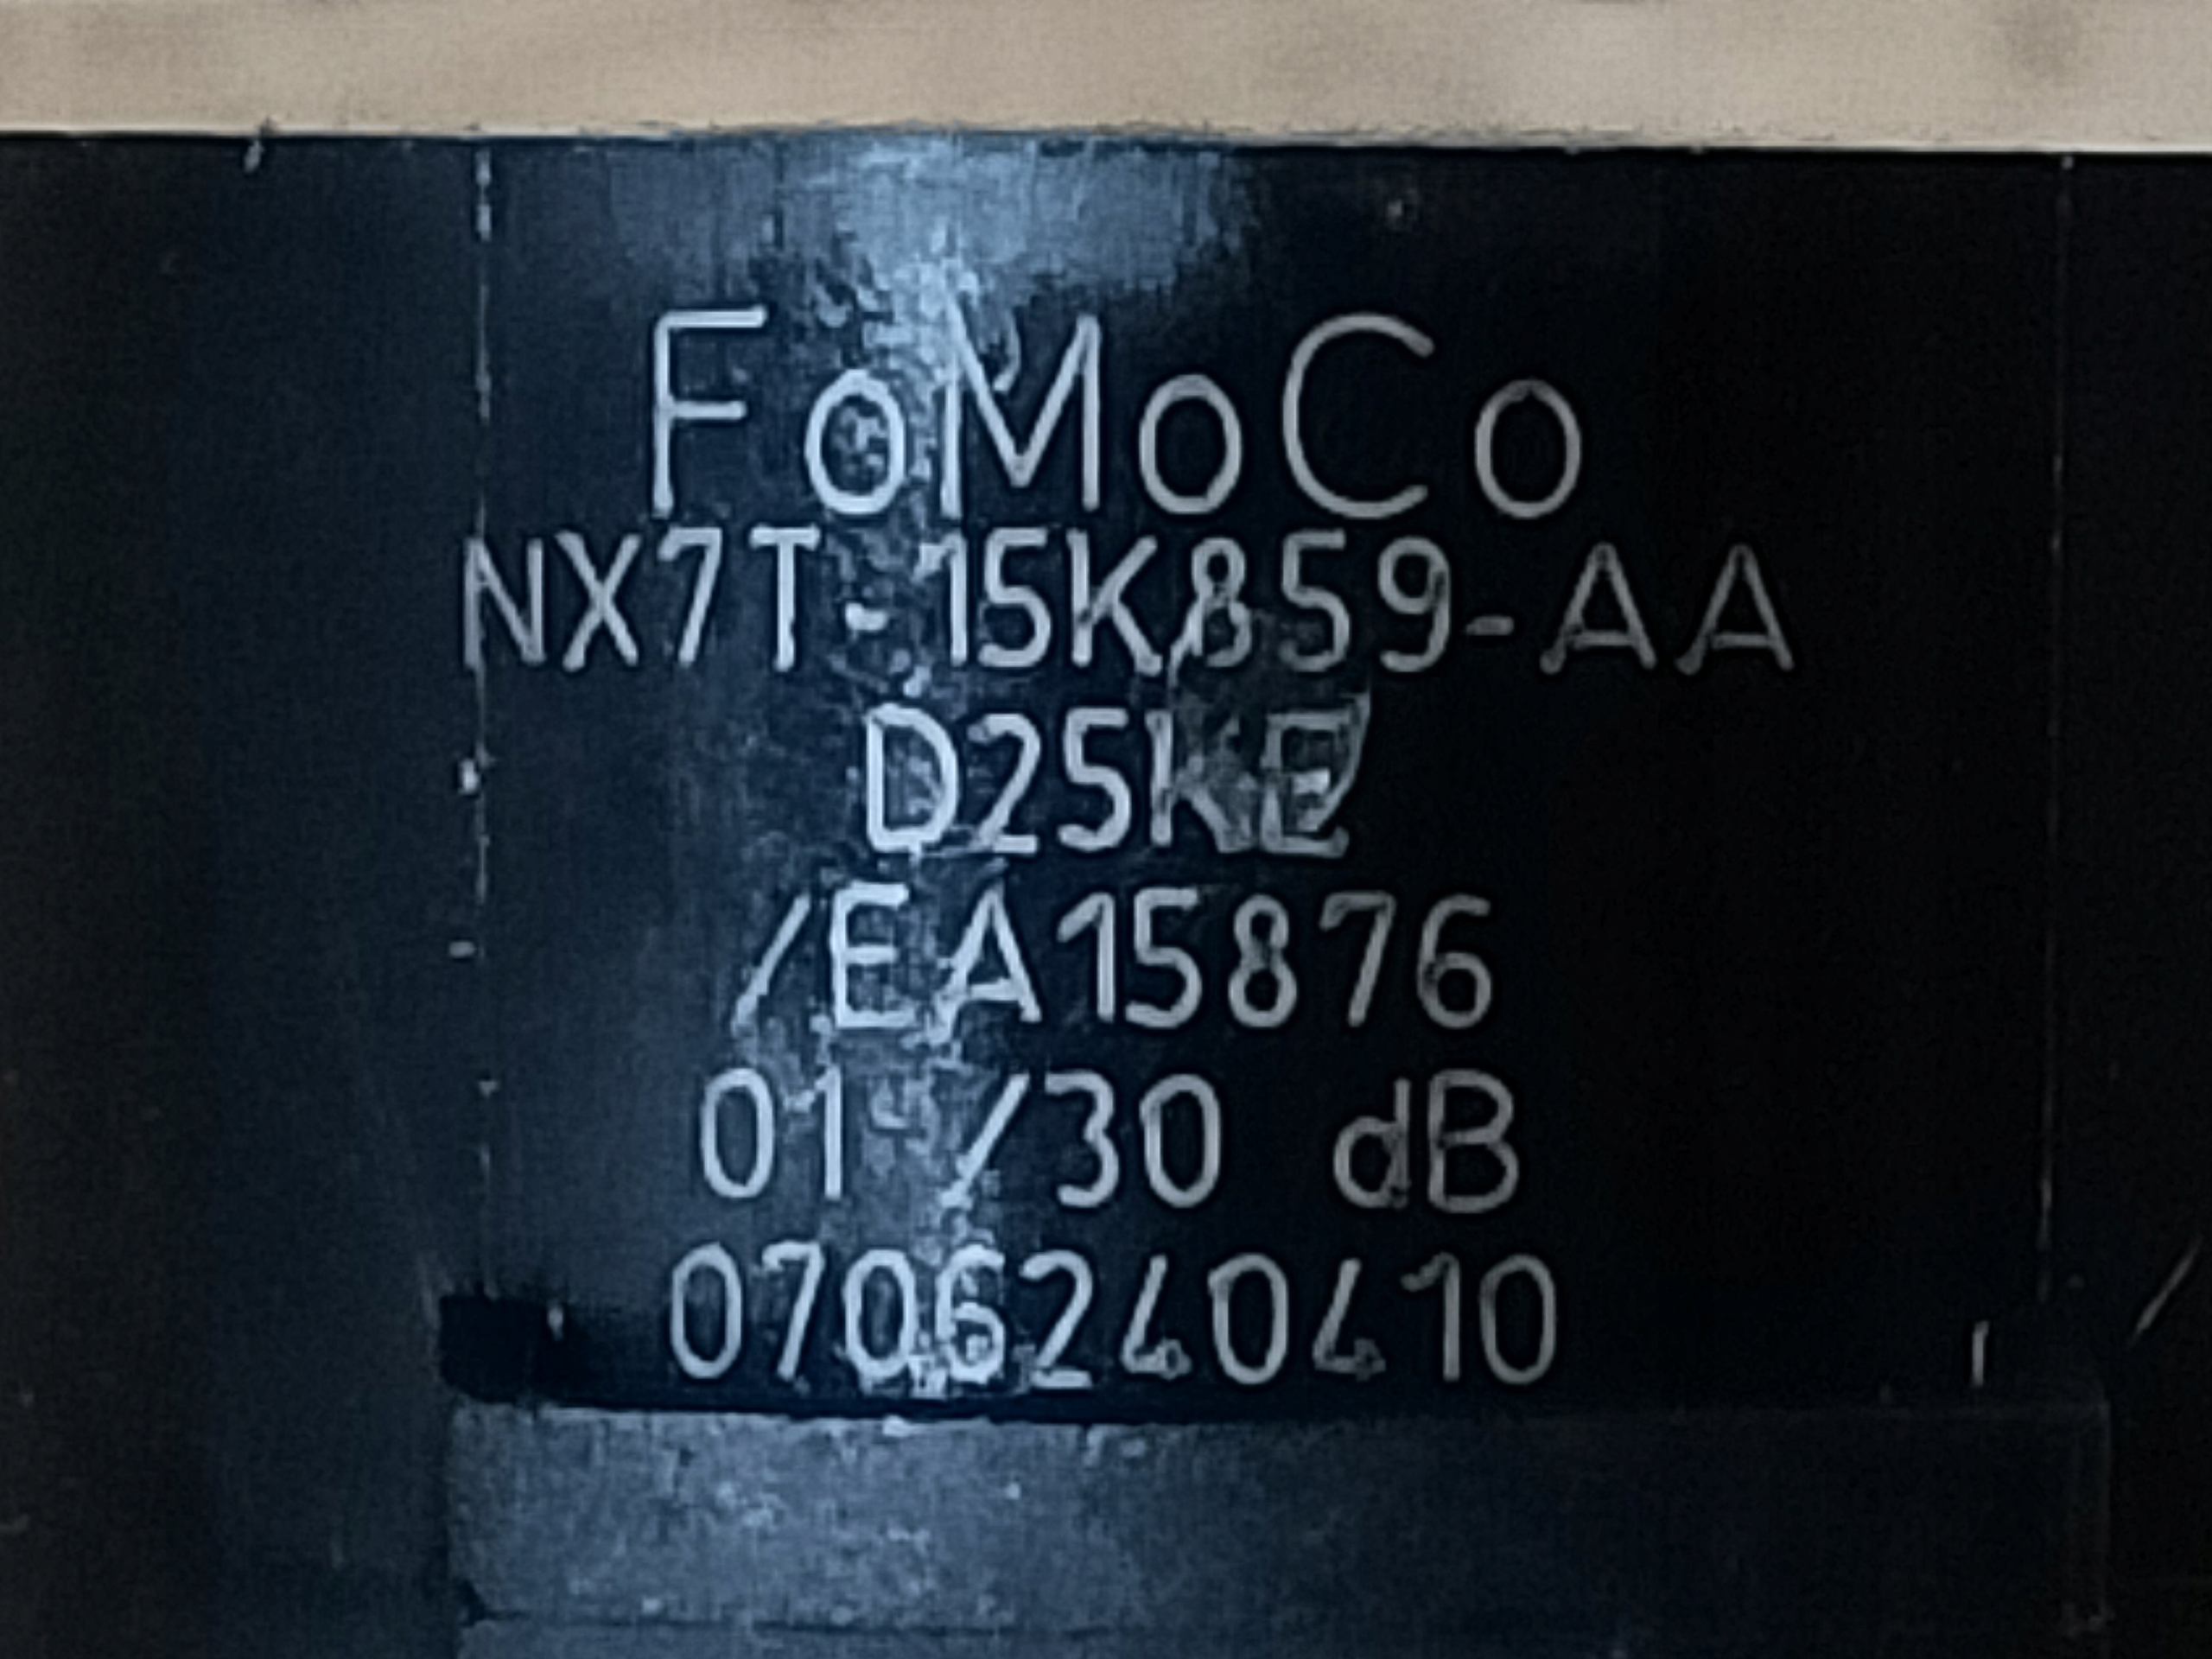 FoMoCo
NX7T-15K859-AA
D25KE
/EA15876
01 /30 dB
0706240410